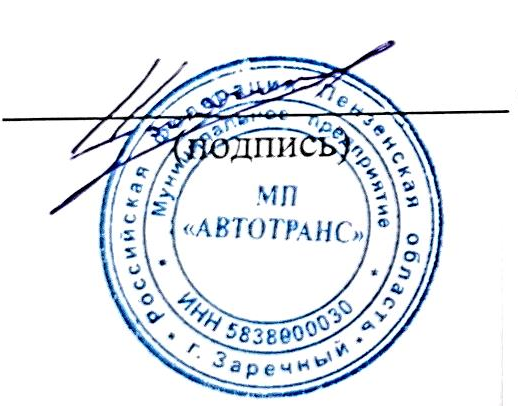 (подпись)
Российская Федерация Пензенская область
г. Заречный
Муниципальное предприятие
ИНН 5838000030
МП
«АВТОТРАНС»